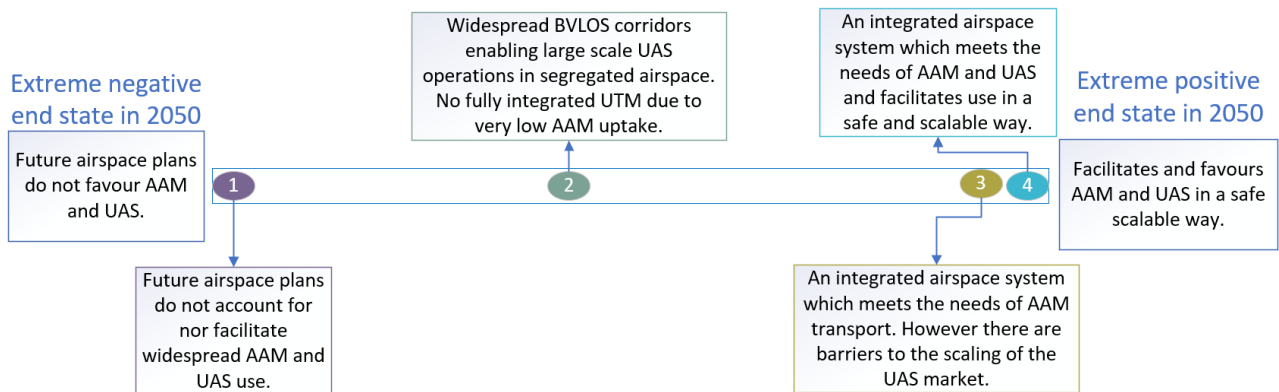 Extreme negative
end state in 2050
Future airspace plans
do not favour AAM
and UAS.
Widespread BVLOS corridors
enabling large scale UAS
operations in segregated airspace.
No fully integrated UTM due to
very low AAM uptake.
An integrated airspace
system which meets the
needs of AAM and UAS
and facilitates use in a
safe and scalable way.
Extreme positive
end state in 2050
Facilitates and favours
AAM and UAS in a safe
scalable way.
1
2
3
4
Future airspace plans
do not account for
nor facilitate
widespread AAM and
UAS use.
An integrated airspace system
which meets the needs of AAM
transport. However there are
barriers to the scaling of the
UAS market.